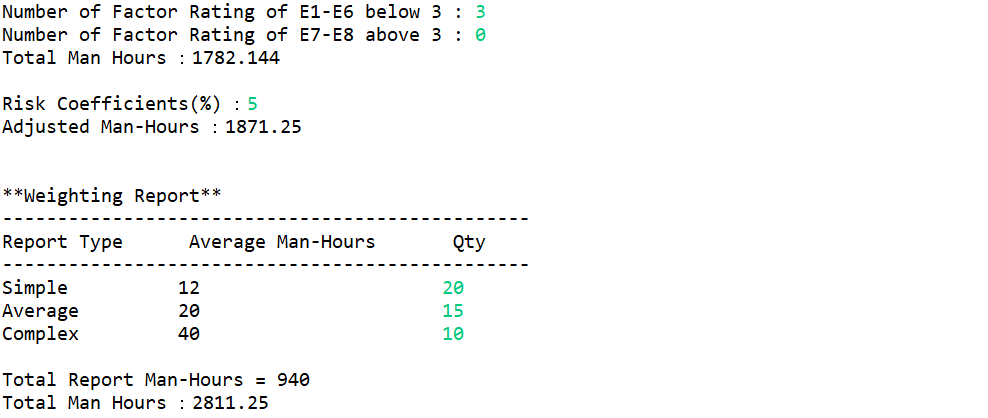 Number of Factor Rating of E1-E6 below 3 : 3
Number of Factor Rating of E7-E8 above 3 : 0
Total Man Hours : 1782.144
Risk Coefficients(%) : 5
Adjusted Man-Hours : 1871.25
**Weighting Report**
------------------------------------------------
Report Type      Average Man-Hours       Qty
------------------------------------------------
Simple          12                      20
Average         20                      15
Complex         40                      10
Total Report Man-Hours = 940
Total Man Hours : 2811.25